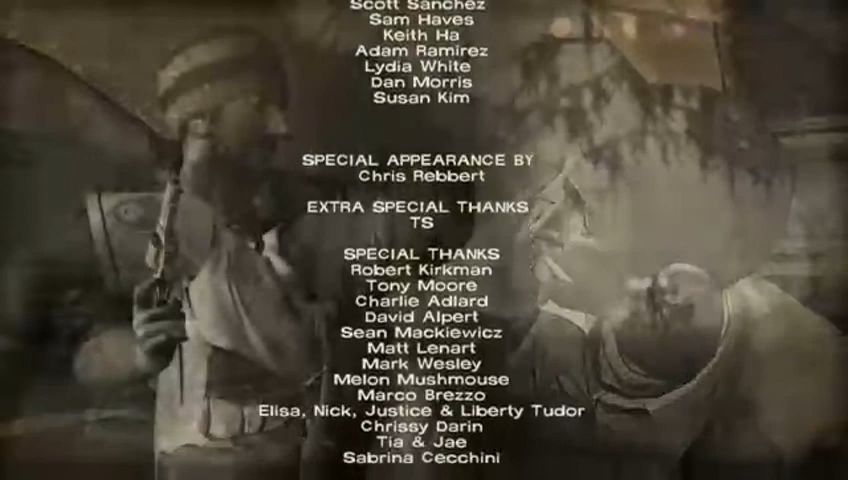 Scott Sanchez
Sam Haves
Keith Ha
Adam Ramirez
Lydia White
Dan Morris
Susan Kim
SPECIAL APPEARANCE BY
Chris Rebbert
EXTRA SPECIAL THANKS
TS
SPECIAL THANKS
Robert Kirkman
Tony Moore
Charlie Adlard
David Alpert
Sean Mackiewicz
Matt Lenart
Mark Wesley
Melon Mushmouse
Marco Brezzo
Elisa, Nick, Justice & Liberty Tudor
Chrissy Darin
Tia & Jae
Sabrina Cecchini